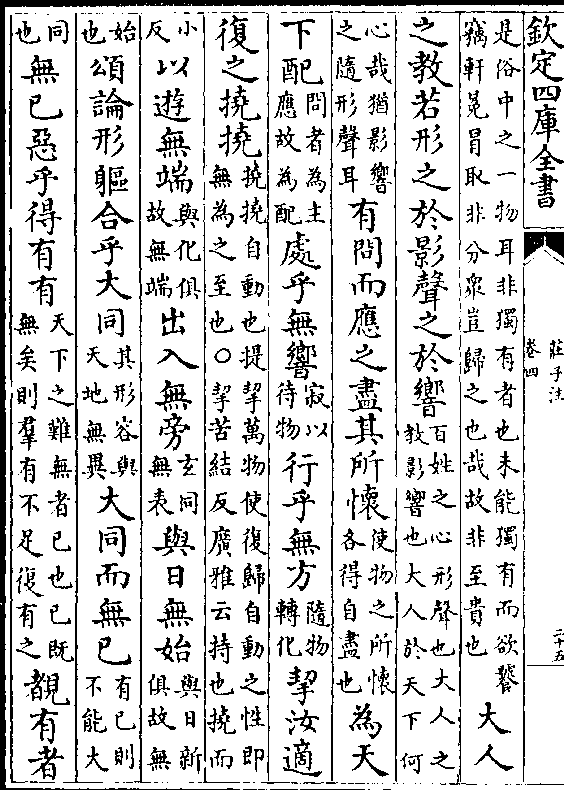 欽定四庫全書
莊子注
卷四
二十五
是俗中之一物耳非獨有者也未能獨有而欲饕竊軒冕冒取非分衆豈歸之也哉故非至貴也大人
之教若形之於影聲之於響百姓之心形聲也大人之教影響也大人於天下何
心哉猶影響之隨形聲耳有問而應之盡其所懷使物之所懷各得自盡也為天
下配問者為主應故為配處乎無響寂以待物行乎無方隨物轉化挈汝適
復之撓撓撓撓自動也提挈萬物使復歸自動之性即無為之至也○挈苦結反廣雅云持也撓而
小反以遊無端與化俱故無端出入無旁玄同無表與日無始與日新俱故無
始也頌論形軀合乎大同其形容與天地無異大同而無已有已則不能大
同也無已惡乎得有有天下之難無者已也已既無矣則羣有不足復有之覩有者